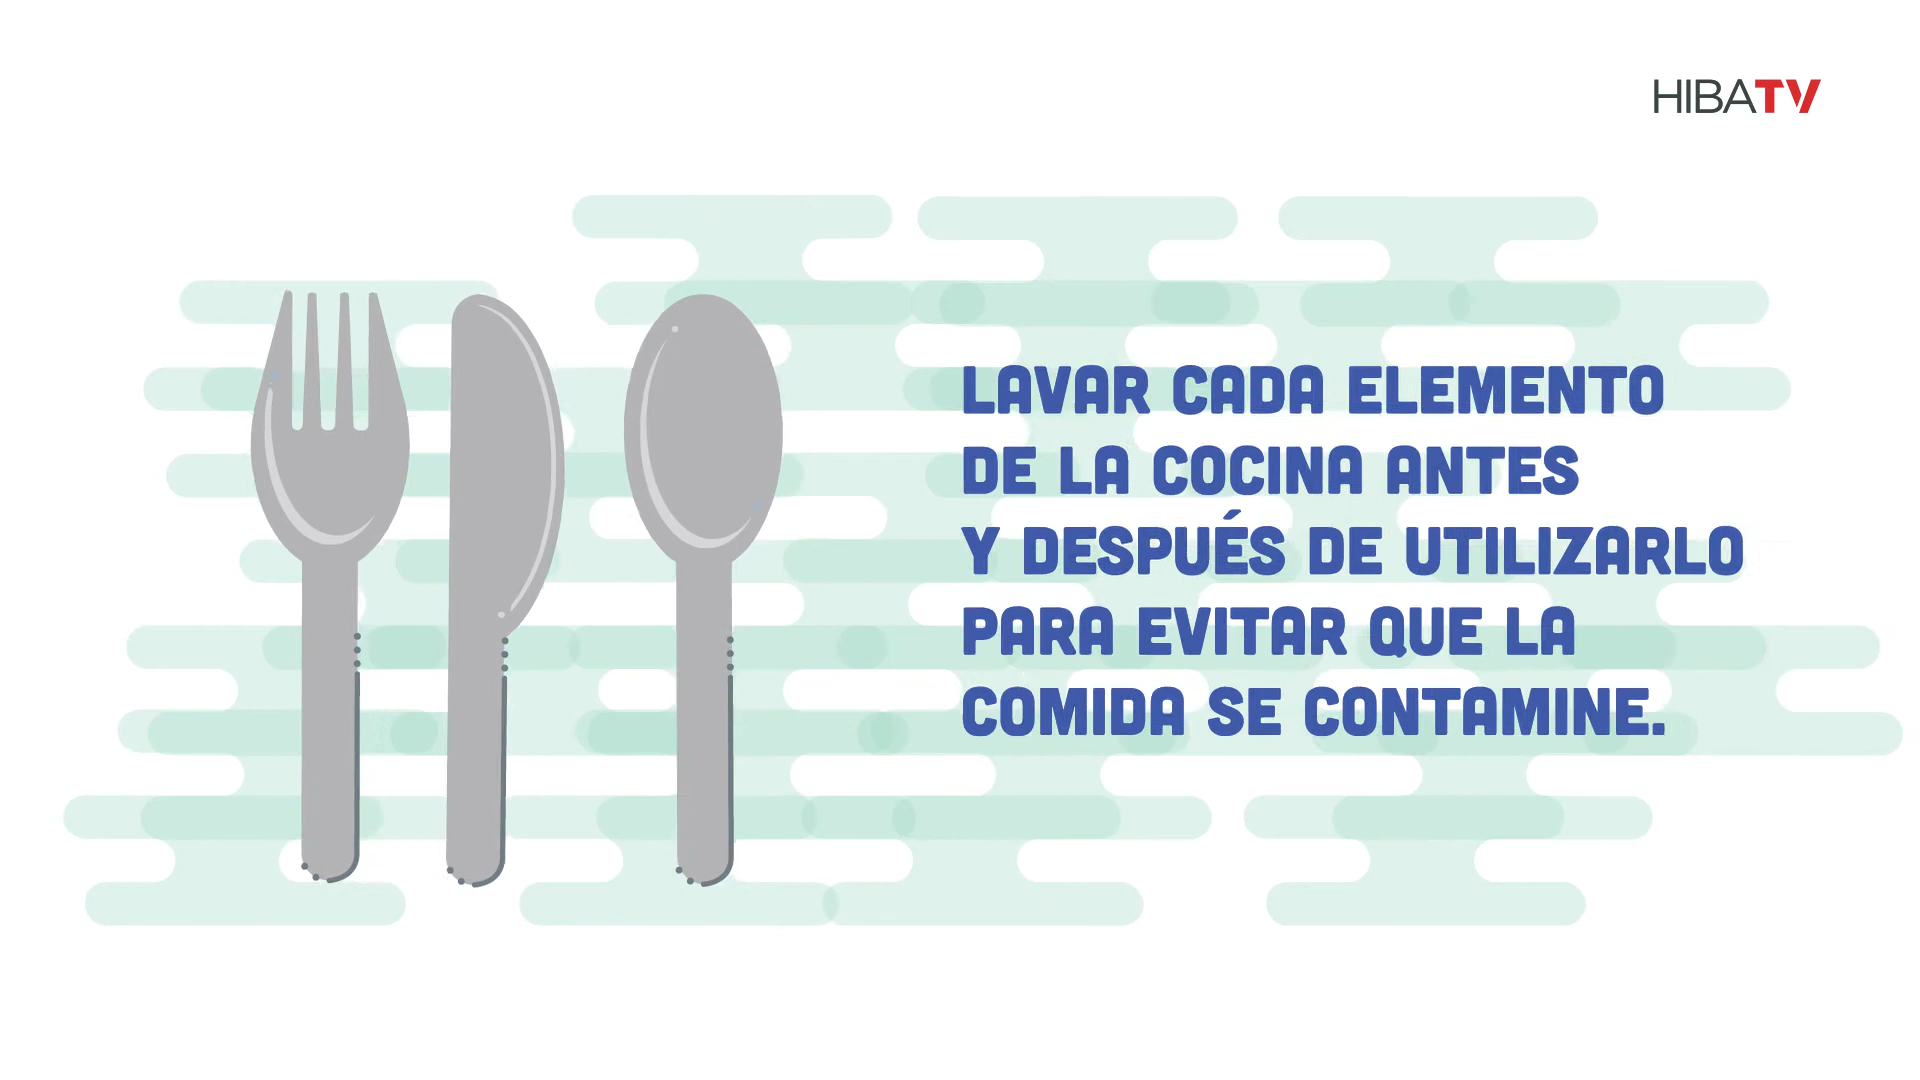 HIBATV
LAVAR CADA ELEMENTO
DE LA COCINA ANTES
Y DESPUÉS DE UTILIZARLO
PARA EVITAR QUE LA
COMIDA SE CONTAMINE.